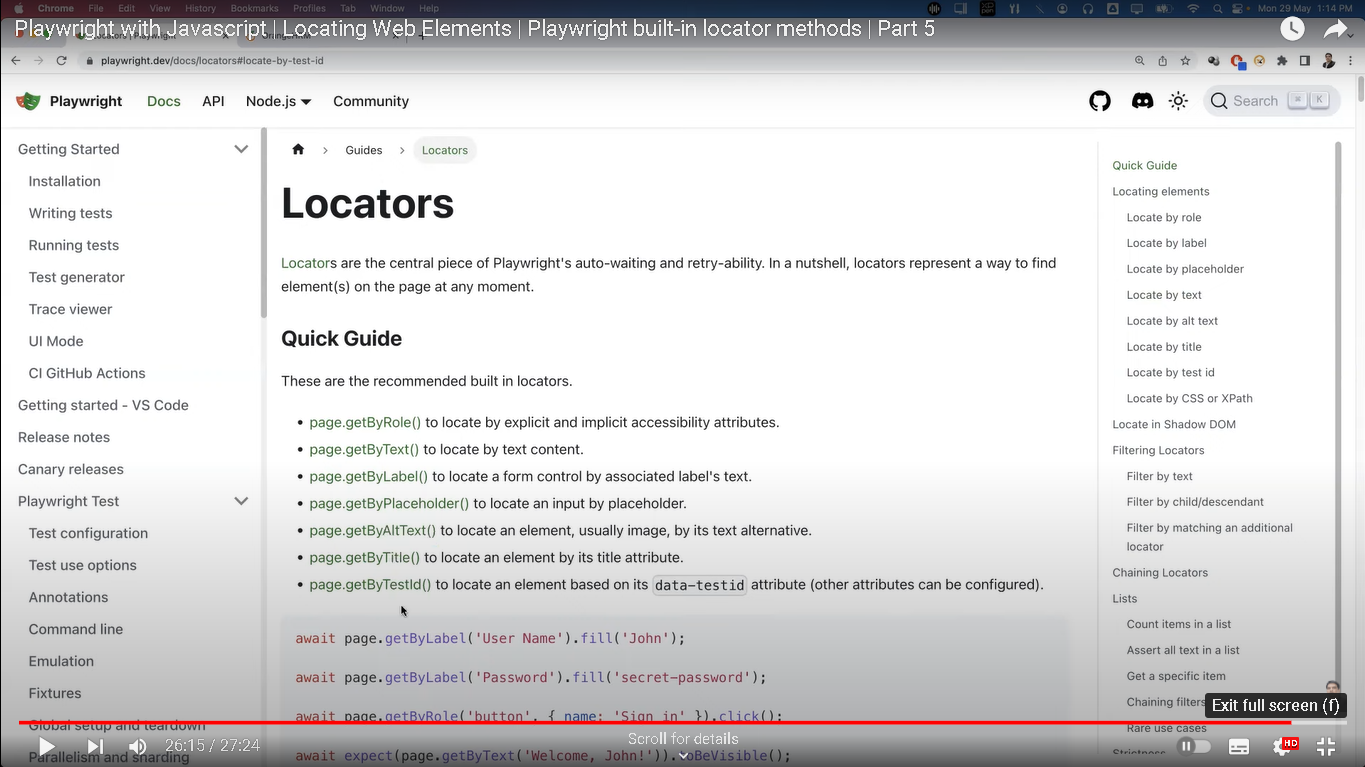 Chrome File Edit View History Bookmarks Profiles Tab Window Help
Mon 29 May 1:14 PM
Playwright with Javascript | Locating Web Elements | Playwright built-in locator methods | Part 5
playwright.dev/docs/locators#locate-by-test-id
Playwright Docs API Node.js Community
Search ⌘ K
Getting Started
Installation
Writing tests
Running tests
Test generator
Trace viewer
UI Mode
CI GitHub Actions
Getting started - VS Code
Release notes
Canary releases
Playwright Test
Test configuration
Test use options
Annotations
Command line
Emulation
Fixtures
Global setup and teardown
Parallelism and sharding
Guides
Locators
Locators
Locators are the central piece of Playwright's auto-waiting and retry-ability. In a nutshell, locators represent a way to find
element(s) on the page at any moment.
Quick Guide
These are the recommended built in locators.
• page.getByRole() to locate by explicit and implicit accessibility attributes.
• page.getByText() to locate by text content.
• page.getByLabel() to locate a form control by associated label's text.
• page.getByPlaceholder() to locate an input by placeholder.
• page.getByAltText() to locate an element, usually image, by its text alternative.
• page.getByTitle() to locate an element by its title attribute.
• page.getByTestId() to locate an element based on its data-testid attribute (other attributes can be configured).
await page.getByLabel('User Name').fill('John');
await page.getByLabel('Password').fill('secret-password');
await page.getByRole('button', { name: 'Sign in' }).click();
await expect(page.getByText('Welcome, John!')).toBeVisible();
Quick Guide
Locating elements
Locate by role
Locate by label
Locate by placeholder
Locate by text
Locate by alt text
Locate by title
Locate by test id
Locate by CSS or XPath
Locate in Shadow DOM
Filtering Locators
Filter by text
Filter by child/descendant
Filter by matching an additional
locator
Chaining Locators
Lists
Count items in a list
Assert all text in a list
Get a specific item
Chaining filters
Rare use cases
Strictness
Exit full screen (f)
26:15 / 27:24
Scroll for details
HD